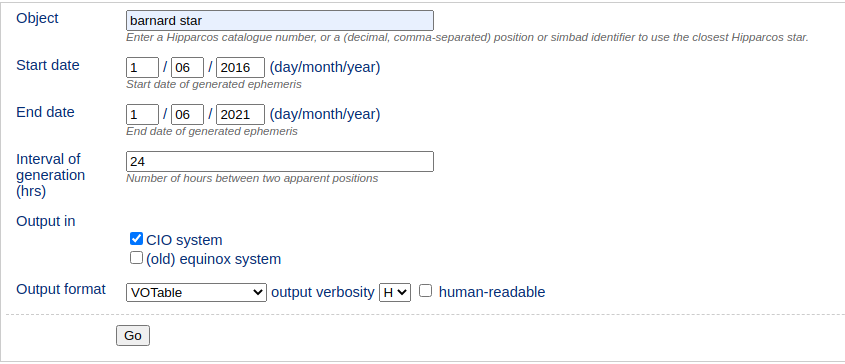 Object barnard star
Enter a Hipparcos catalogue number, or a (decimal, comma-separated) position or simbad identifier to use the closest Hipparcos star.
Start date 1 / 06 / 2016 (day/month/year)
Start date of generated ephemeris
End date 1 / 06 / 2021 (day/month/year)
End date of generated ephemeris
Interval of generation (hrs) 24
Number of hours between two apparent positions
Output in
CIO system
(old) equinox system
Output format VOTable output verbosity H human-readable
Go